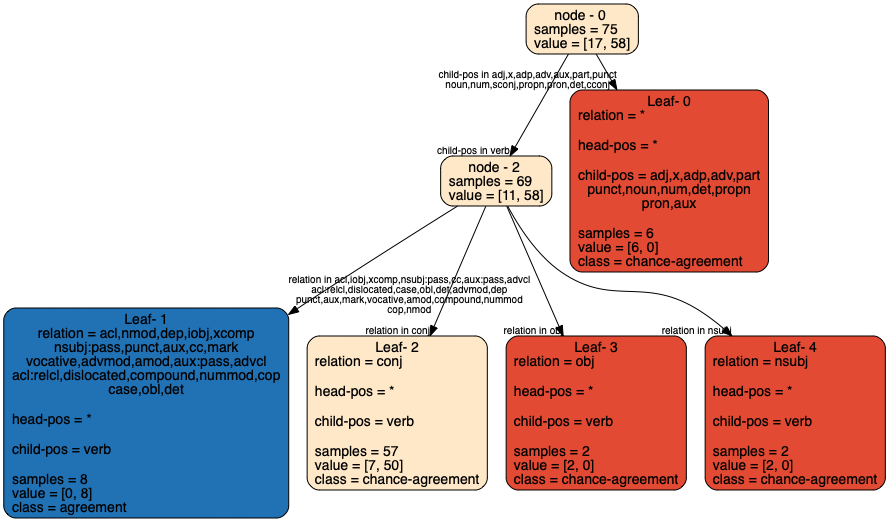 node - 0
samples = 75
value = [17, 58]
child-pos in adj,x,adp,adv,aux,part,punct
noun,num,sconj,propn,pron,det,cconj
Leaf- 0
relation = *
head-pos = *
child-pos = adj,x,adp,adv,part
punct,noun,num,det,propn
pron,aux
samples = 6
value = [6, 0]
class = chance-agreement
child-pos in verb
node - 2
samples = 69
value = [11, 58]
relation in acl,iobj,xcomp,nsubj:pass,cc,aux:pass,advcl
acl:relcl,dislocated,case,obl,det,advmod,dep
punct,aux,mark,vocative,amod,compound,nummod
cop,nmod
relation in conj
relation in obj
relation in nsubj
Leaf- 1
relation = acl,nmod,dep,iobj,xcomp
nsubj:pass,punct,aux,cc,mark
vocative,advmod,amod,aux:pass,advcl
acl:relcl,dislocated,compound,nummod,cop
case,obl,det
head-pos = *
child-pos = verb
samples = 8
value = [0, 8]
class = agreement
Leaf- 2
relation = conj
head-pos = *
child-pos = verb
samples = 57
value = [7, 50]
class = chance-agreement
Leaf- 3
relation = obj
head-pos = *
child-pos = verb
samples = 2
value = [2, 0]
class = chance-agreement
Leaf- 4
relation = nsubj
head-pos = *
child-pos = verb
samples = 2
value = [2, 0]
class = chance-agreement